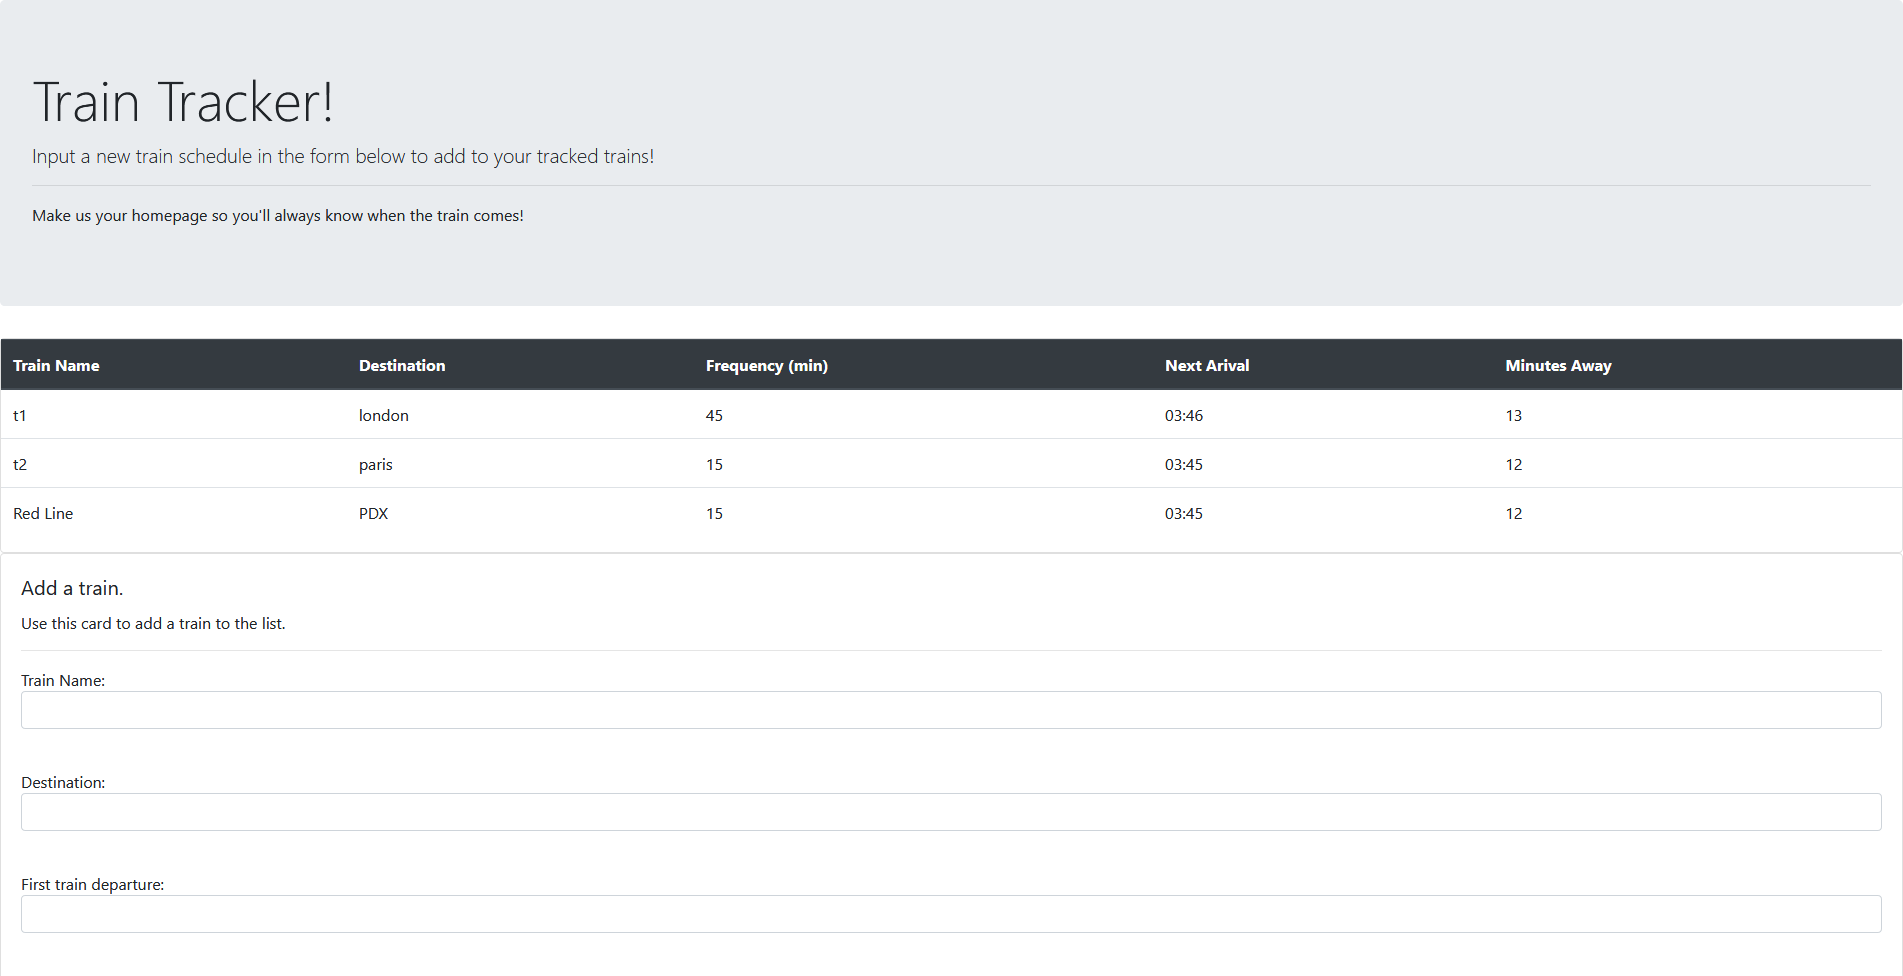 Train Tracker!
Input a new train schedule in the form below to add to your tracked trains!
Make us your homepage so you'll always know when the train comes!
Train Name Destination Frequency (min) Next Arival Minutes Away
t1 london 45 03:46 13
t2 paris 15 03:45 12
Red Line PDX 15 03:45 12
Add a train.
Use this card to add a train to the list.
Train Name:
Destination:
First train departure: